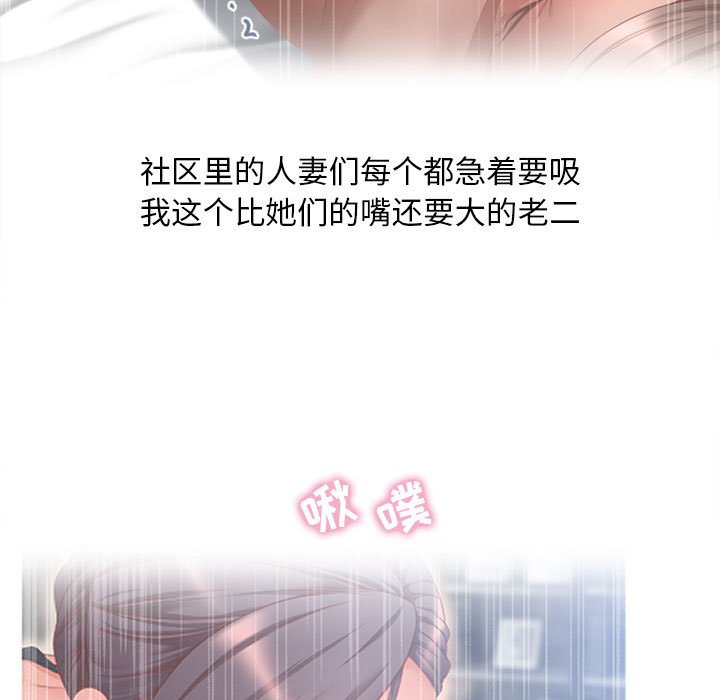 社区里的人妻们每个都急着要吸
我这个比她们的嘴还要大的老二
啾 噗